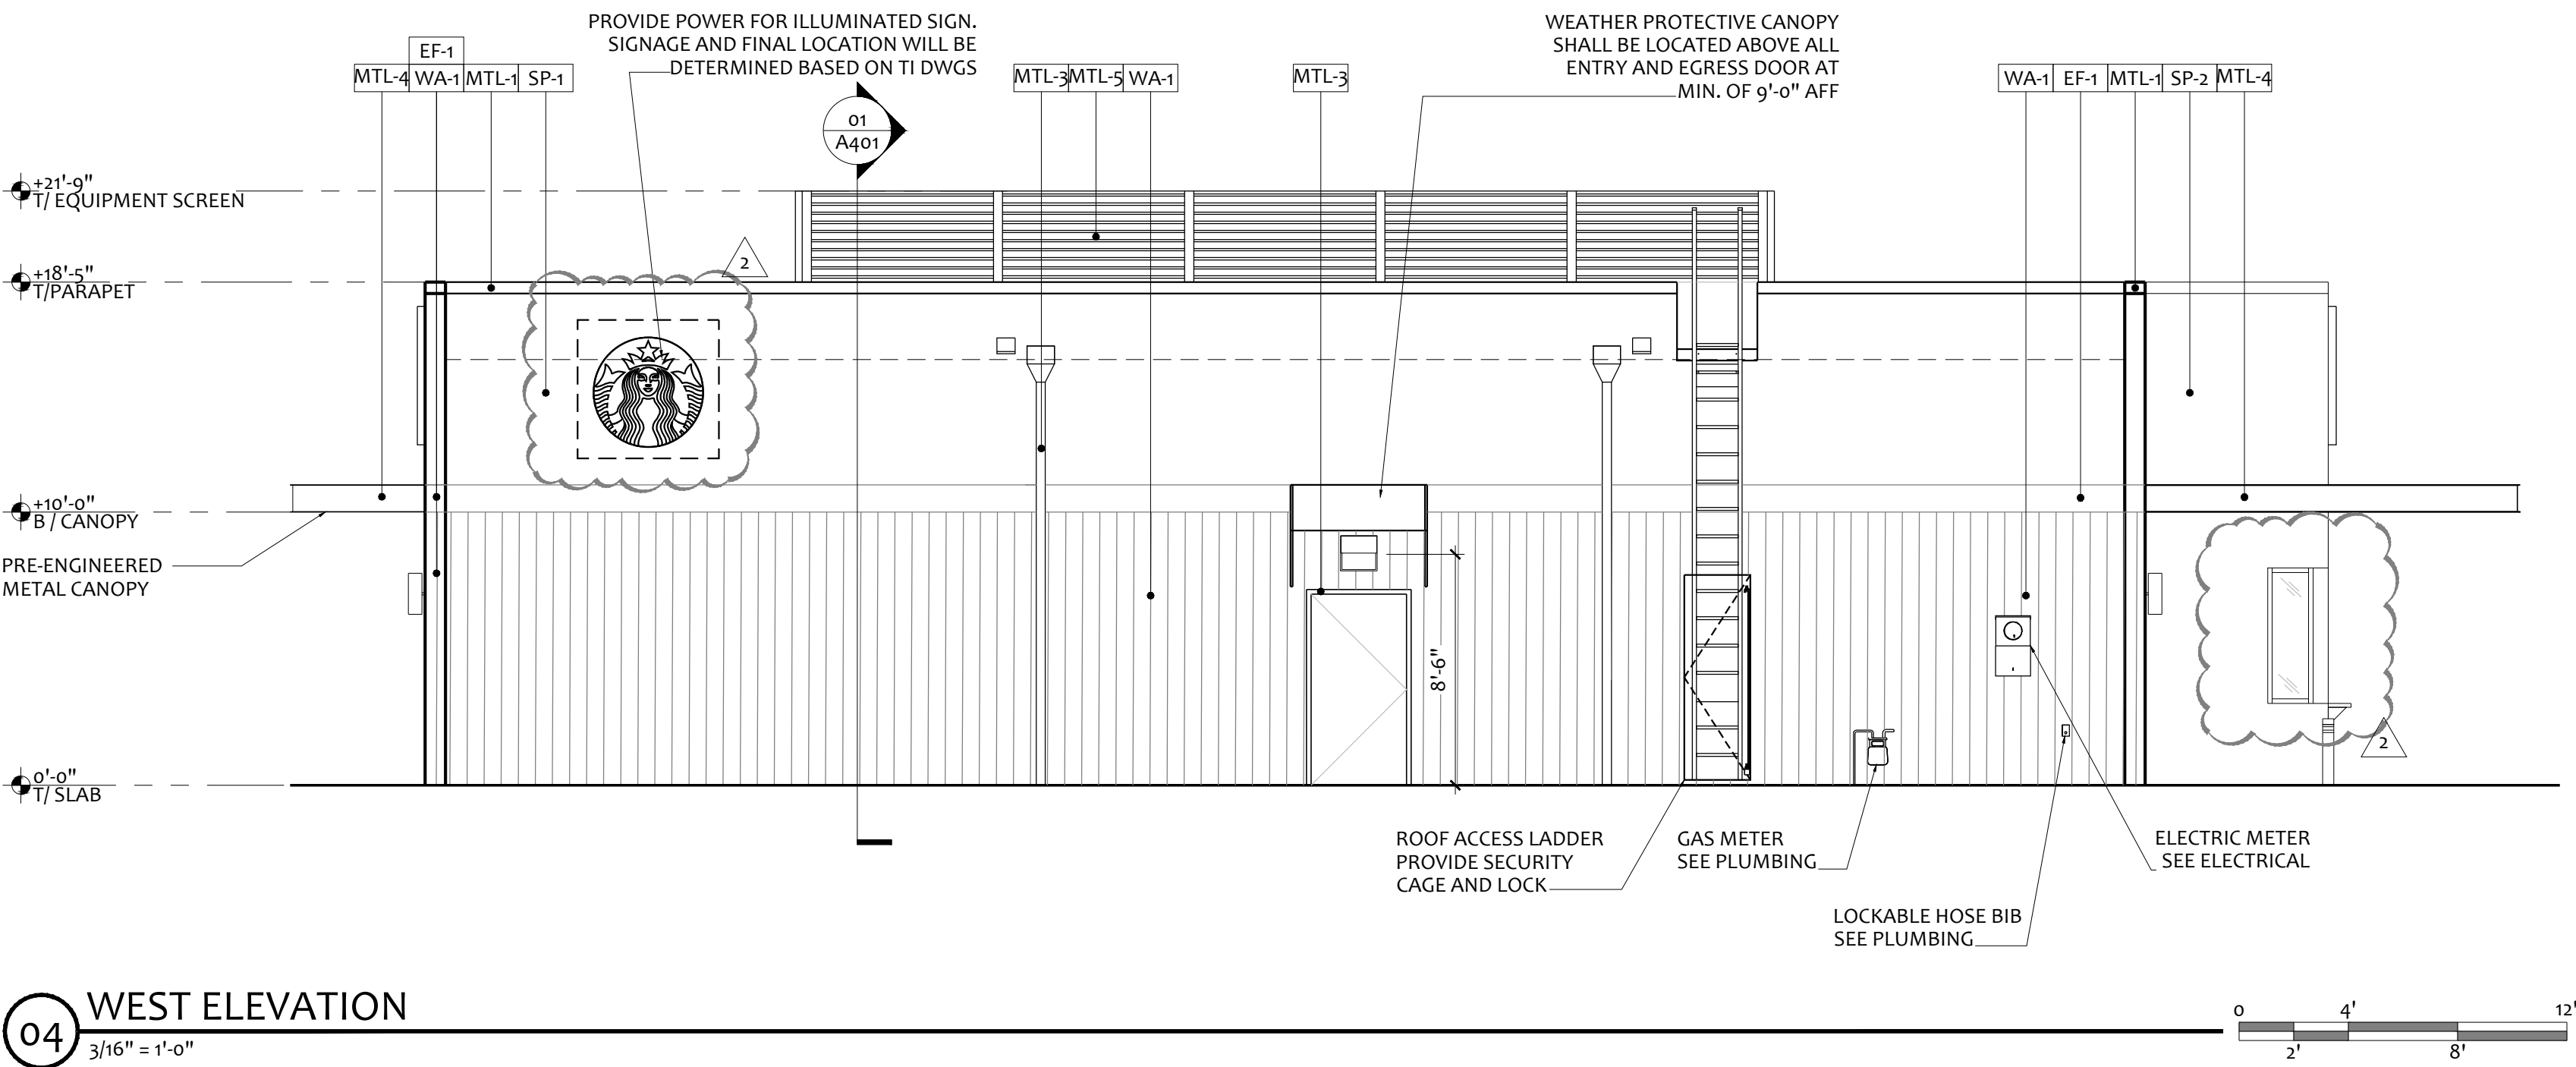 PROVIDE POWER FOR ILLUMINATED SIGN.
SIGNAGE AND FINAL LOCATION WILL BE
DETERMINED BASED ON TI DWGS
WEATHER PROTECTIVE CANOPY
SHALL BE LOCATED ABOVE ALL
ENTRY AND EGRESS DOOR AT
MIN. OF 9'-0" AFF
EF-1
MTL-4 WA-1 MTL-1 SP-1
MTL-3 MTL-5 WA-1
MTL-3
WA-1 EF-1 MTL-1 SP-2 MTL-4
01
A401
+21'-9"
T/ EQUIPMENT SCREEN
2
+18'-5"
T/PARAPET
+10'-0"
B / CANOPY
PRE-ENGINEERED
METAL CANOPY
8'-6"
2
0'-0"
T/ SLAB
ROOF ACCESS LADDER
PROVIDE SECURITY
CAGE AND LOCK
GAS METER
SEE PLUMBING
ELECTRIC METER
SEE ELECTRICAL
LOCKABLE HOSE BIB
SEE PLUMBING
04
WEST ELEVATION
3/16" = 1'-0"
0 4' 12'
2' 8'